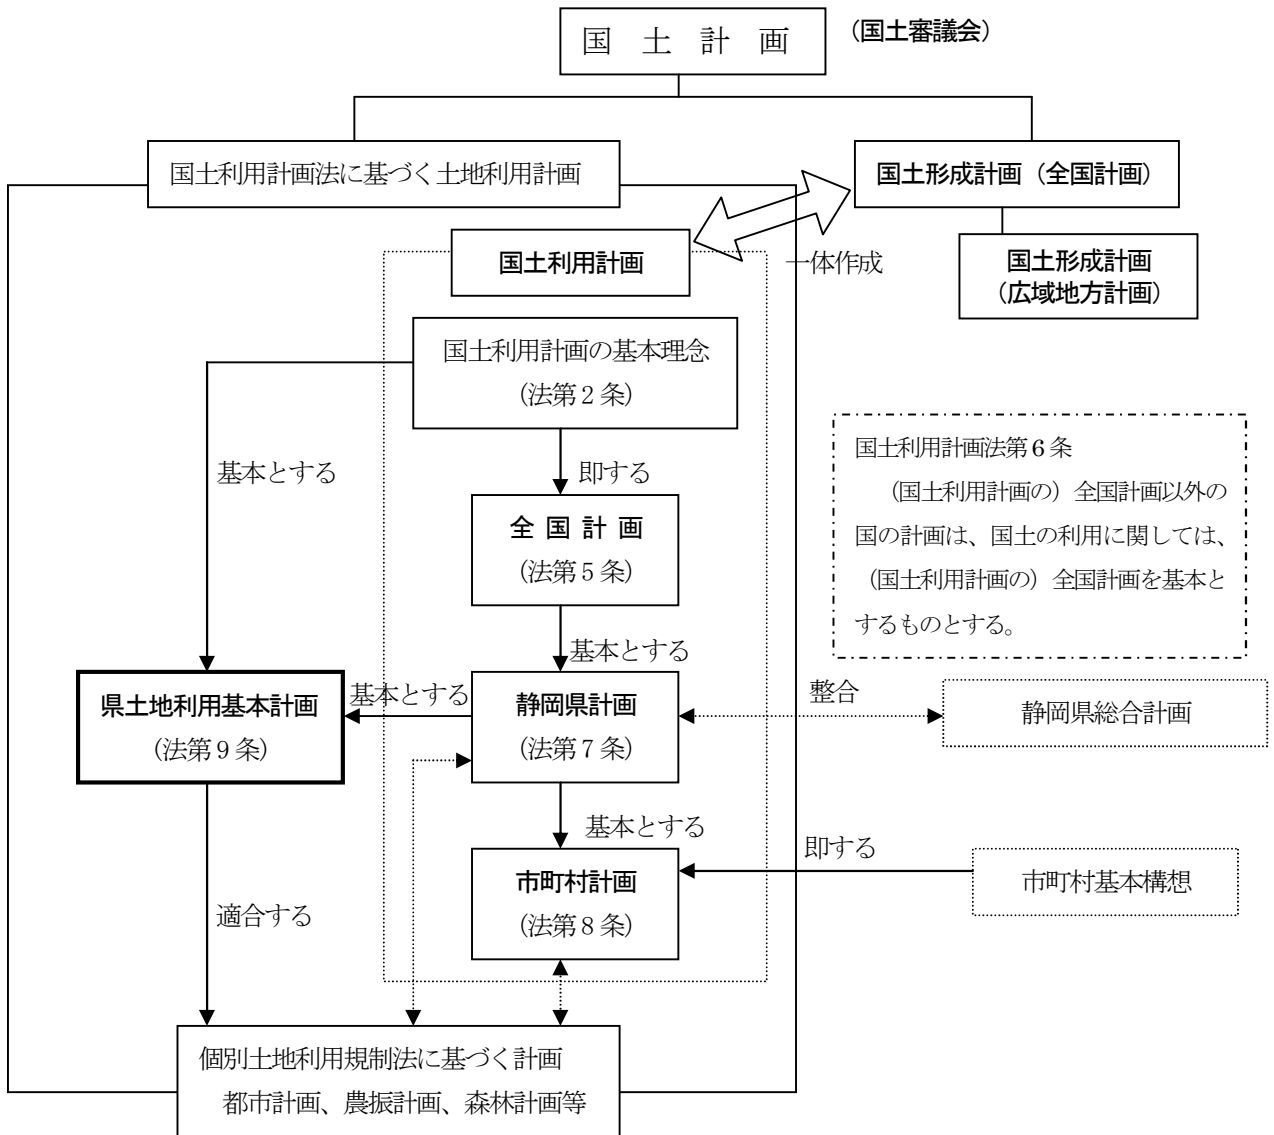 国土計画
（国土審議会）
国土利用計画法に基づく土地利用計画
国土形成計画（全国計画）
国土利用計画
一体作成
国土形成計画
（広域地方計画）
国土利用計画の基本理念
（法第２条）
基本とする
即する
全国計画
（法第５条）
国土利用計画法第６条
（国土利用計画の）全国計画以外の
国の計画は、国土の利用に関しては、
（国土利用計画の）全国計画を基本と
するものとする。
基本とする
県土地利用基本計画
（法第９条）
基本とする
静岡県計画
（法第７条）
整合
静岡県総合計画
基本とする
市町村計画
（法第８条）
即する
市町村基本構想
適合する
個別土地利用規制法に基づく計画
都市計画、農振計画、森林計画等